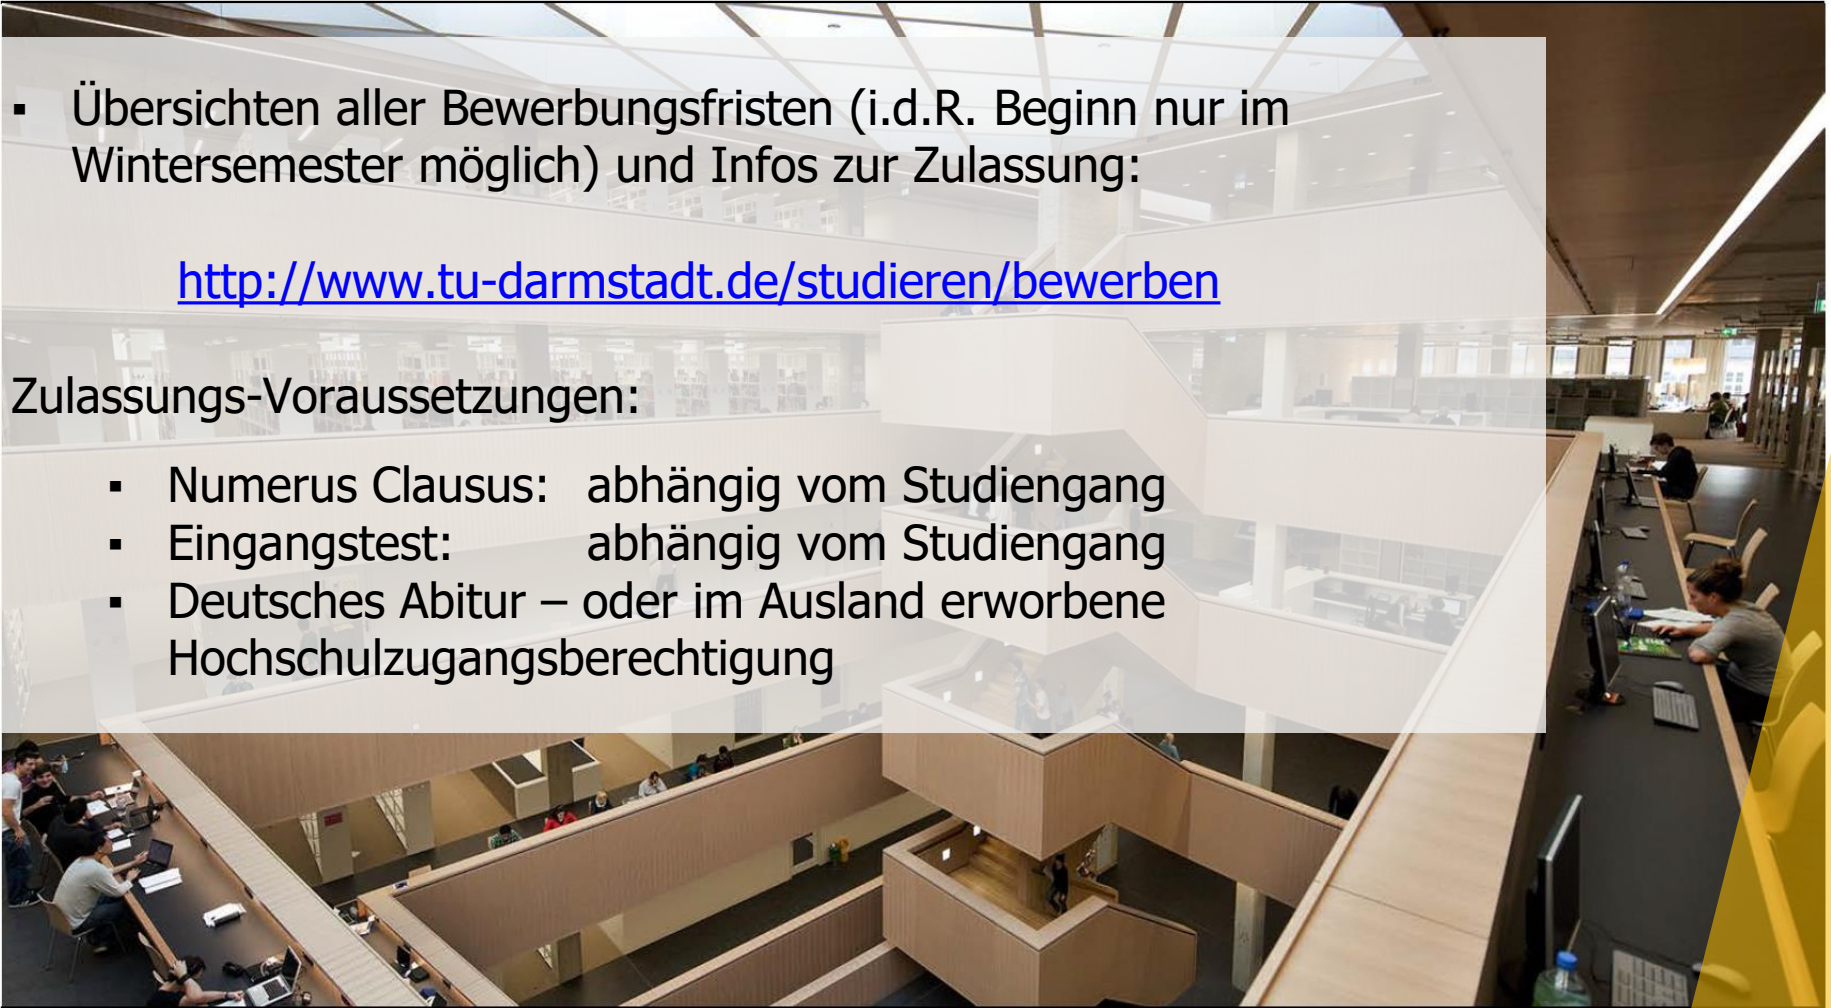 ▪ Übersichten aller Bewerbungsfristen (i.d.R. Beginn nur im
Wintersemester möglich) und Infos zur Zulassung:
http://www.tu-darmstadt.de/studieren/bewerben
Zulassungs-Voraussetzungen:
▪ Numerus Clausus: abhängig vom Studiengang
▪ Eingangstest: abhängig vom Studiengang
▪ Deutsches Abitur – oder im Ausland erworbene
Hochschulzugangsberechtigung